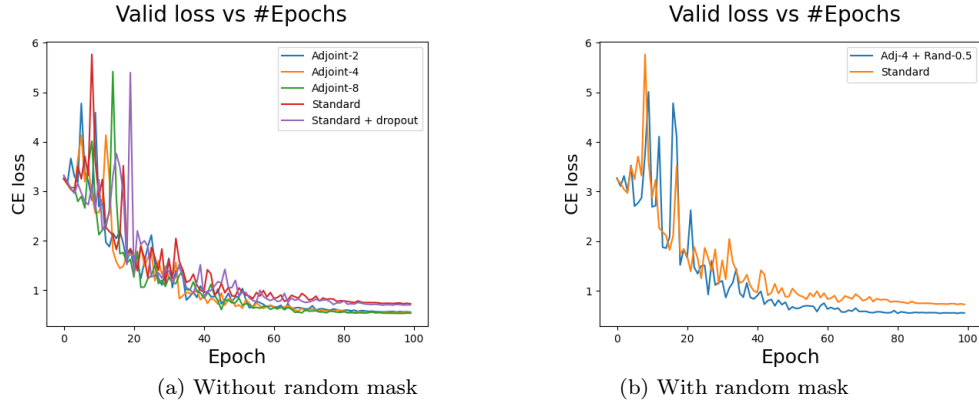 Valid loss vs #Epochs
6
5
4
3
2
1
CE loss
Adjoint-2
Adjoint-4
Adjoint-8
Standard
Standard + dropout
0
20
40
60
80
100
Epoch
(a) Without random mask
Valid loss vs #Epochs
6
5
4
3
2
1
CE loss
Adj-4 + Rand-0.5
Standard
0
20
40
60
80
100
Epoch
(b) With random mask